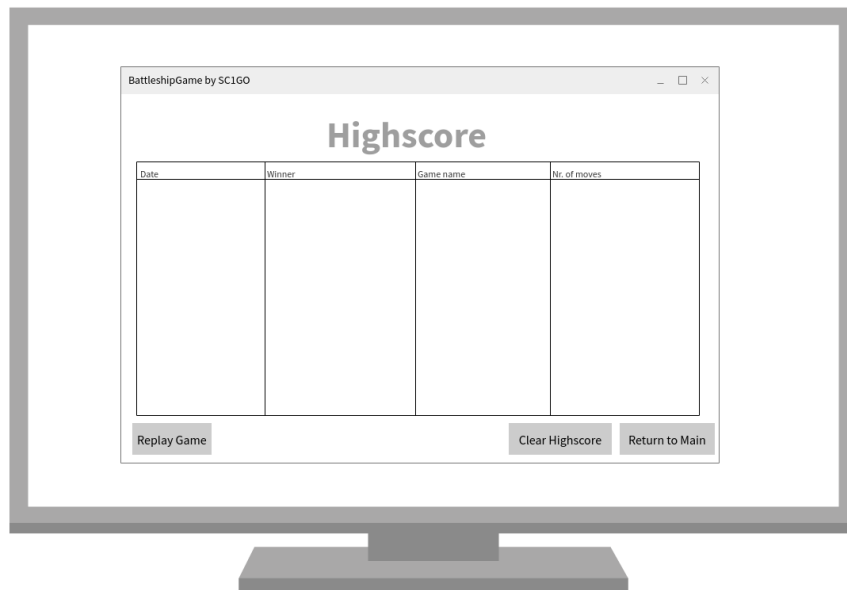 BattleshipGame by SC1GO
Highscore
Date Winner Game name Nr. of moves
Replay Game Clear Highscore Return to Main